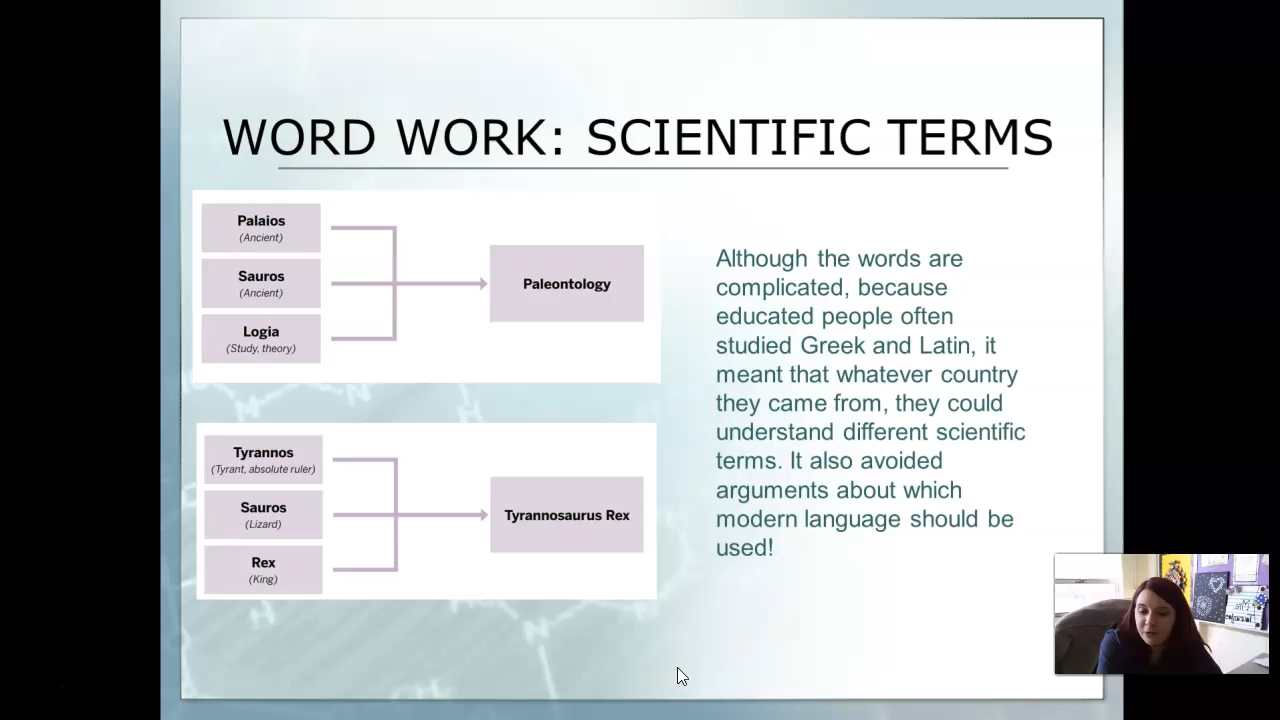 WORD WORK: SCIENTIFIC TERMS
Palaios
(Ancient)
Sauros
(Ancient)
Logia
(Study, theory)
Paleontology
Tyrannos
(Tyrant, absolute ruler)
Sauros
(Lizard)
Rex
(King)
Tyrannosaurus Rex
Although the words are
complicated, because
educated people often
studied Greek and Latin, it
meant that whatever country
they came from, they could
understand different scientific
terms. It also avoided
arguments about which
modern language should be
used!